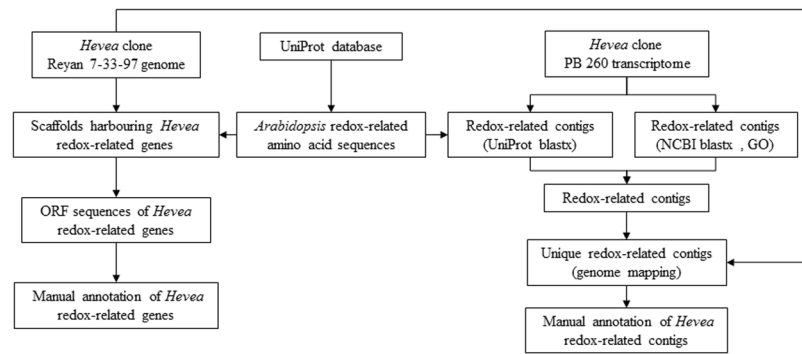 Hevea clone
Reyan 7-33-97 genome
UniProt database
Hevea clone
PB 260 transcriptome
Scaffolds harbouring Hevea
redox-related genes
Arabidopsis redox-related
amino acid sequences
Redox-related contigs
(UniProt blastx)
Redox-related contigs
(NCBI blastx , GO)
ORF sequences of Hevea
redox-related genes
Redox-related contigs
Unique redox-related contigs
(genome mapping)
Manual annotation of Hevea
redox-related genes
Manual annotation of Hevea
redox-related contigs